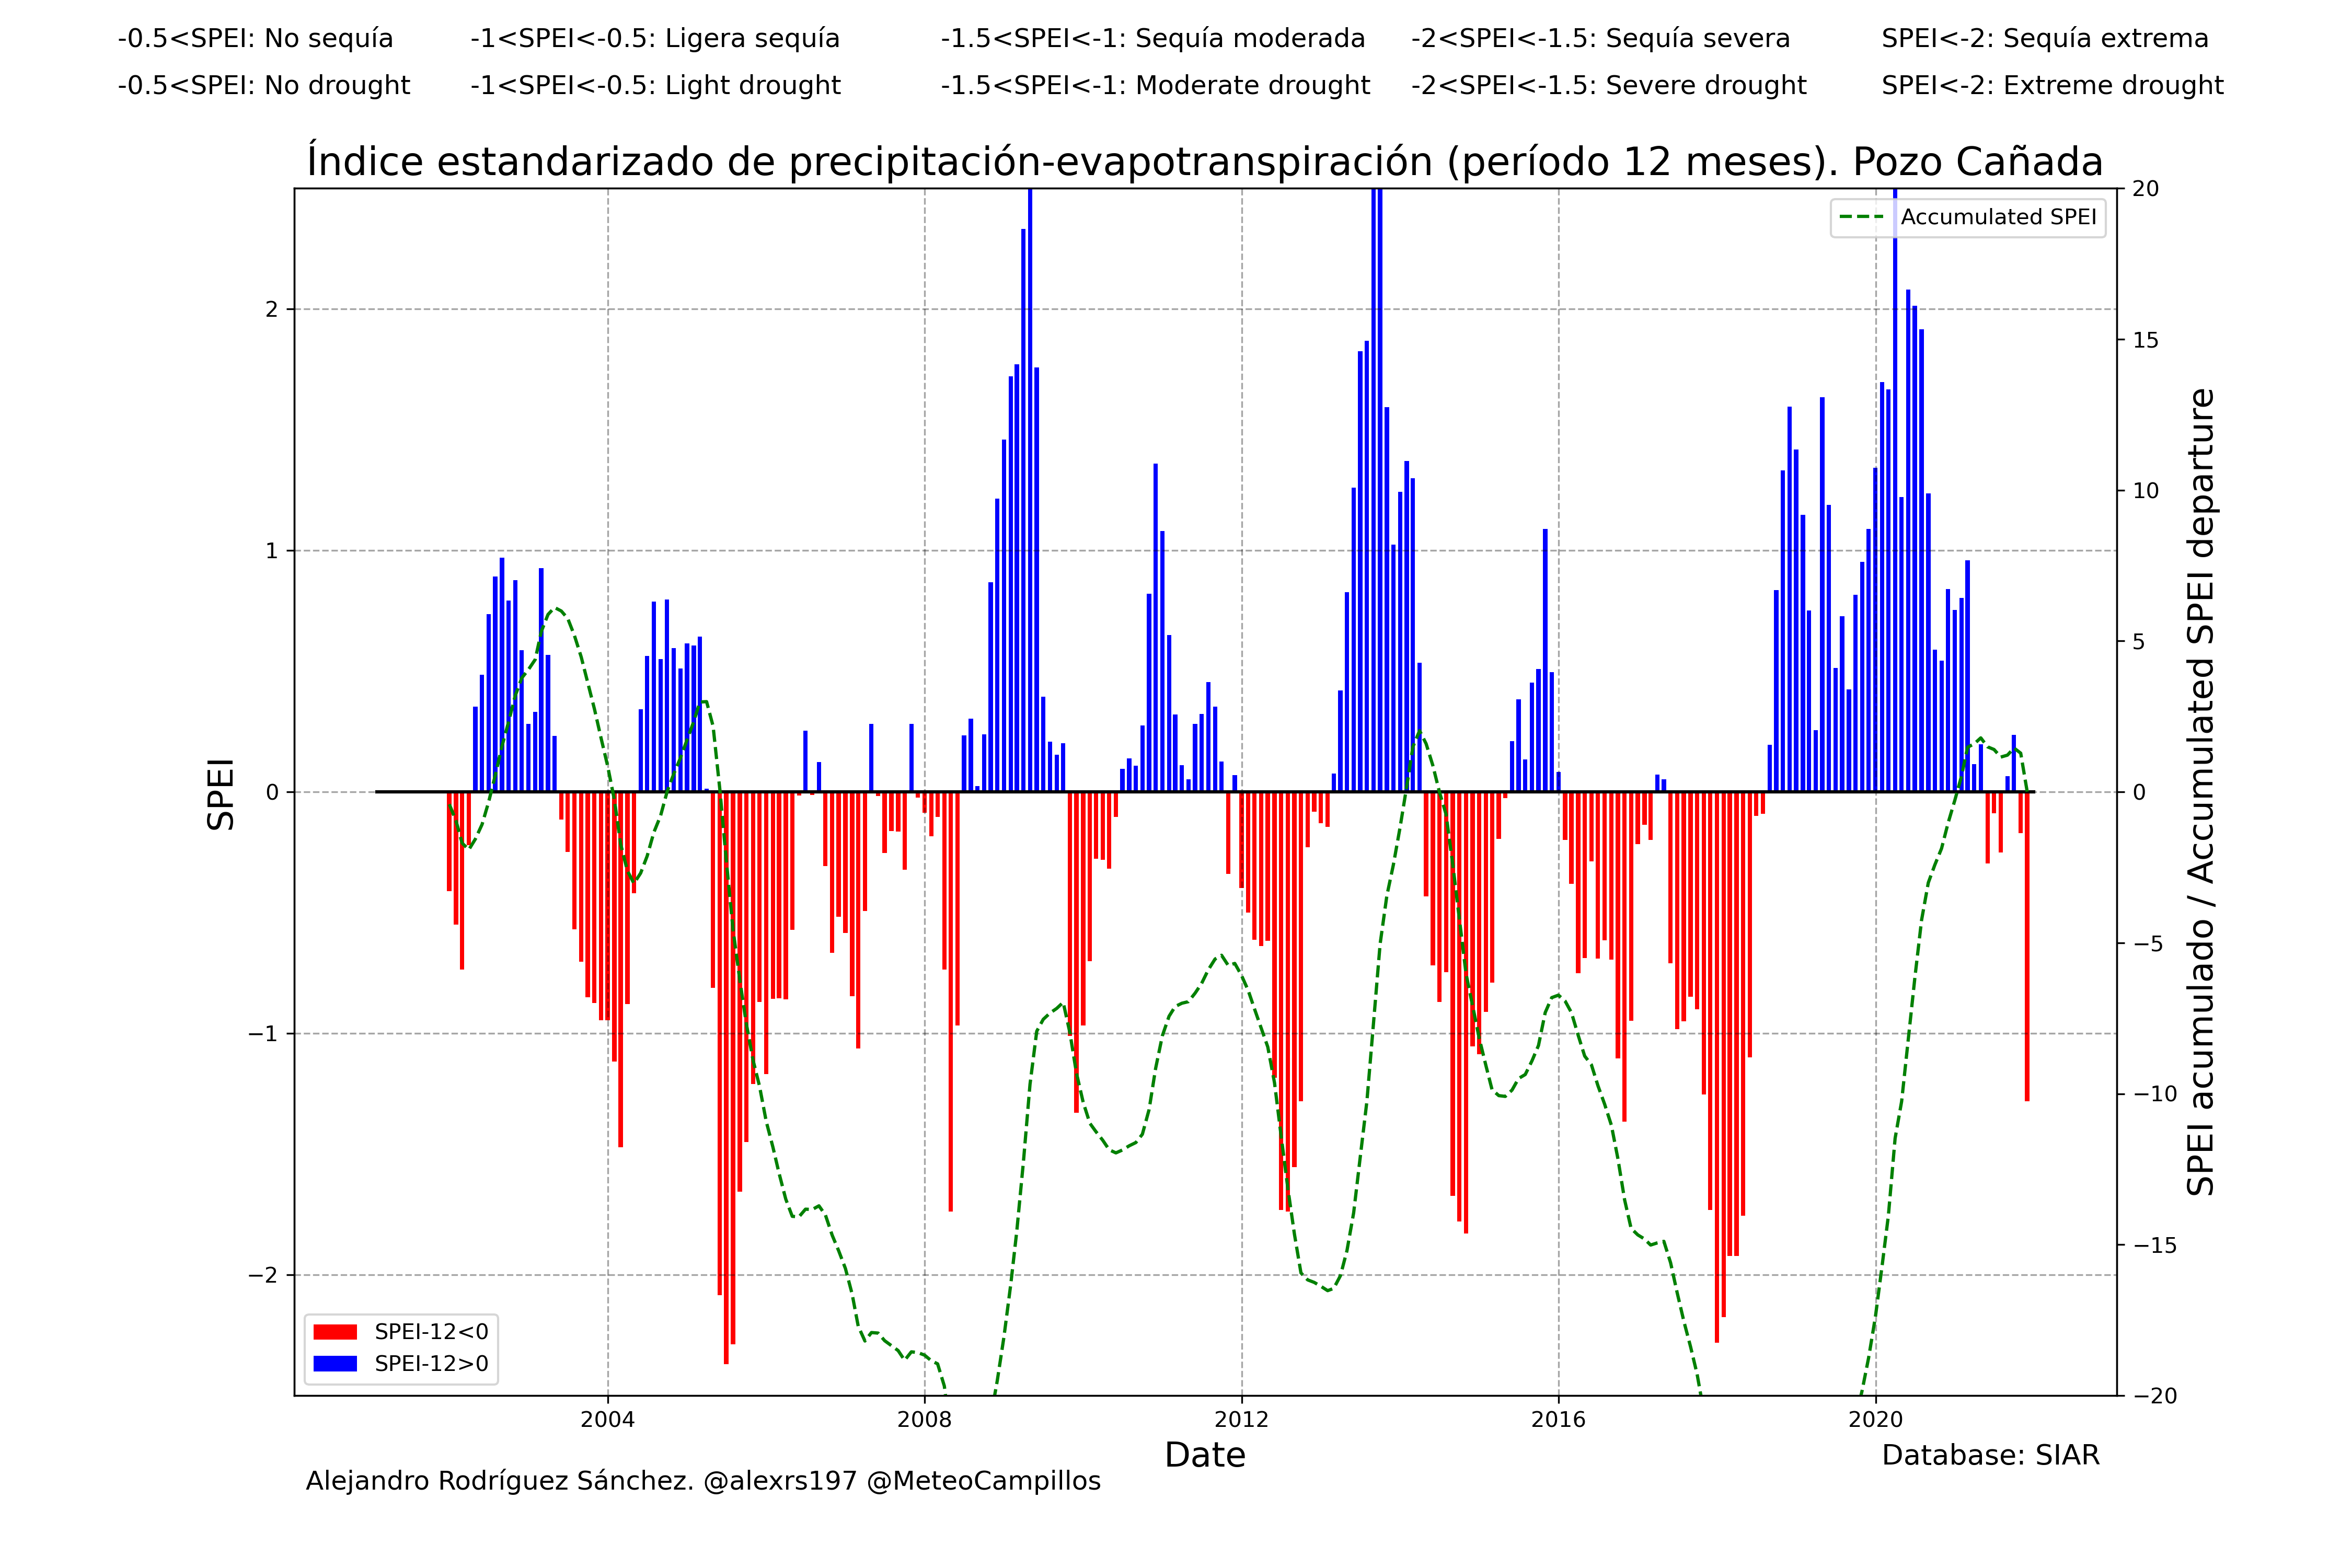 -0.5<SPEI: No sequía
-1<SPEI<-0.5: Ligera sequía
-1.5<SPEI<-1: Sequía moderada
-2<SPEI<-1.5: Sequía severa
SPEI<-2: Sequía extrema
-0.5<SPEI: No drought
-1<SPEI<-0.5: Light drought
-1.5<SPEI<-1: Moderate drought
-2<SPEI<-1.5: Severe drought
SPEI<-2: Extreme drought
Índice estandarizado de precipitación-evapotranspiración (período 12 meses). Pozo Cañada
Accumulated SPEI
SPEI
2
1
0
−1
−2
20
15
10
5
0
−5
−10
−15
−20
SPEI acumulado / Accumulated SPEI departure
SPEI-12<0
SPEI-12>0
2004
2008
2012
2016
2020
Date
Database: SIAR
Alejandro Rodríguez Sánchez. @alexrs197 @MeteoCampillos